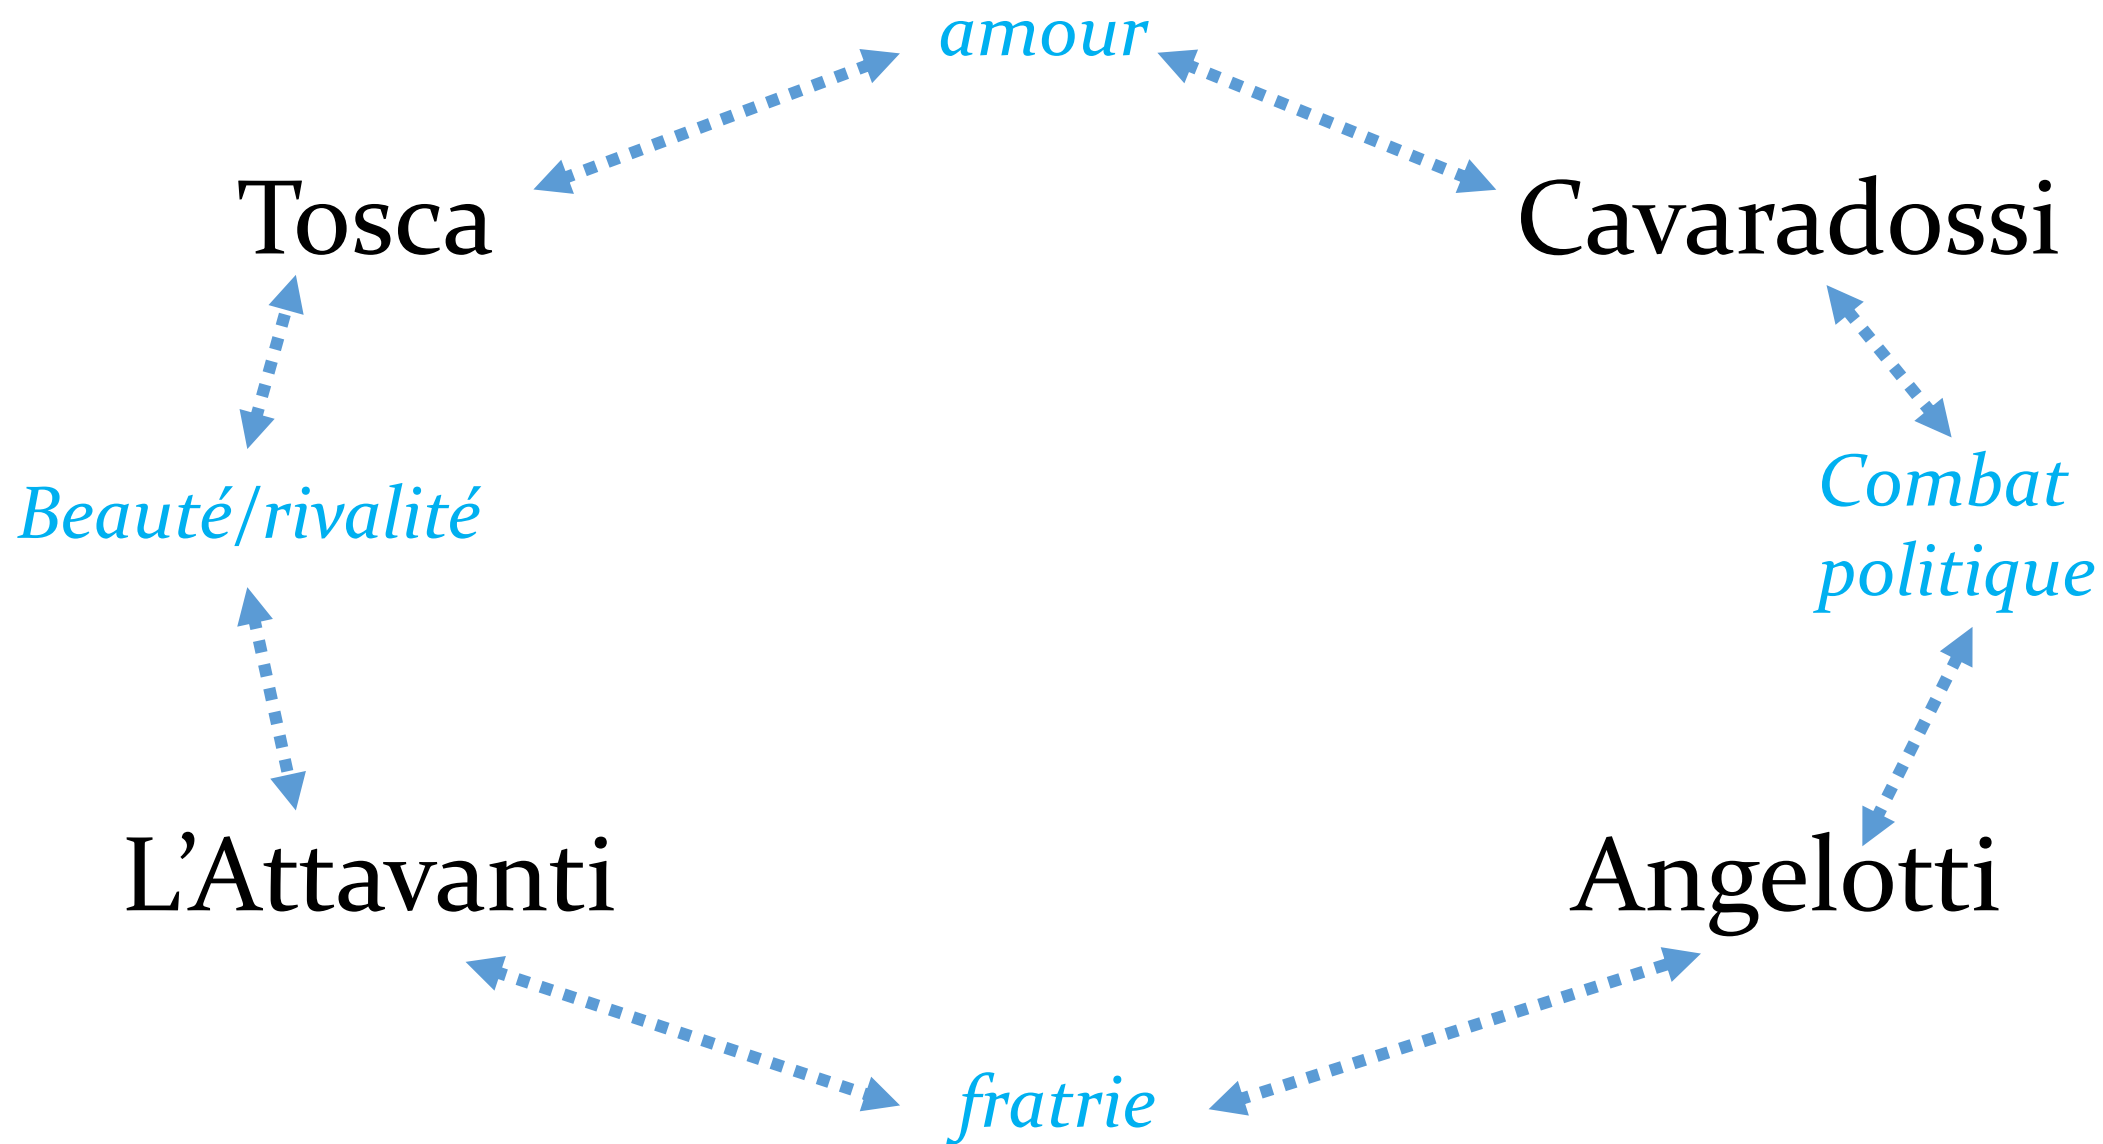 amour
Tosca
Cavaradossi
Beauté/rivalité
Combat
politique
L’Attavanti
Angelotti
fratrie